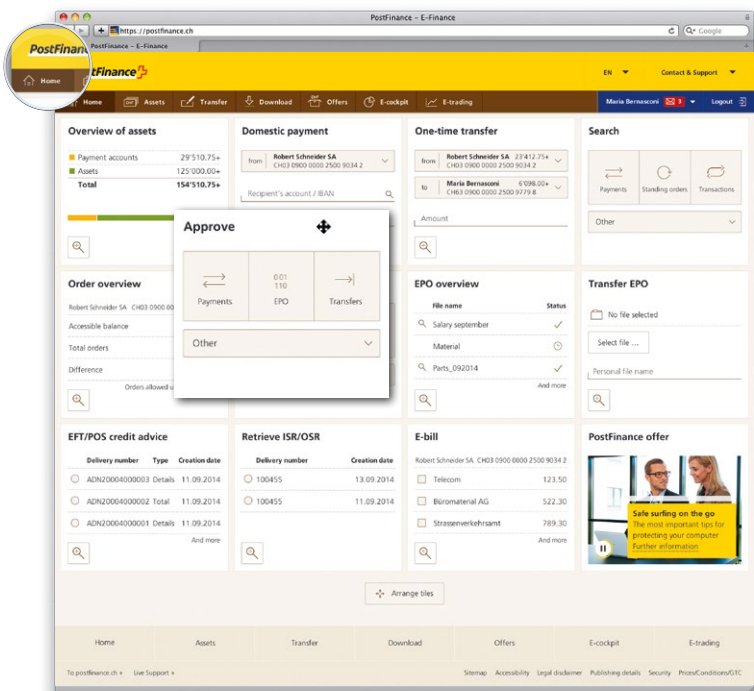 PostFinance – E-Finance
https://postfinance.ch
Google
PostFinance – E-Finance
PostFinan
Home
tFinance
EN
Contact & Support
Home
Assets
Transfer
Download
Offers
E-cockpit
E-trading
Maria Bernasconi
3
Logout
Overview of assets
Payment accounts 29'510.75+
Assets 125'000.00+
Total 154'510.75+
Domestic payment
from Robert Schneider SA
CH03 0900 0000 2500 9034 2
Recipient's account / IBAN
One-time transfer
from Robert Schneider SA 23'412.75+
CH03 0900 0000 2500 9034 2
to Maria Bernasconi 6'098.00+
CH63 0900 0000 2500 9779 8
Amount
Search
Payments
Standing orders
Transactions
Other
Approve
Payments
001
110
EPO
Transfers
Other
Order overview
Robert Schneider SA CH03 0900 00
Accessible balance
Total orders
Difference
Orders allowed u
EPO overview
File name Status
Salary september
Material
Parts_092014
And more
Transfer EPO
No file selected
Select file ...
Personal file name
EFT/POS credit advice
Delivery number Type Creation date
ADN20004000003 Details 11.09.2014
ADN20004000002 Total 11.09.2014
ADN20004000001 Details 11.09.2014
And more
Retrieve ISR/OSR
Delivery number Creation date
100455 13.09.2014
100455 11.09.2014
E-bill
Robert Schneider SA CH03 0900 0000 2500 9034 2
Telecom 123.50
Büromaterial AG 522.30
Strassenverkehrsamt 789.30
And more
PostFinance offer
Safe surfing on the go
The most important tips for
protecting your computer
Further information
Arrange tiles
Home
Assets
Transfer
Download
Offers
E-cockpit
E-trading
To postfinance.ch »
Live Support »
Sitemap
Accessibility
Legal disclaimer
Publishing details
Security
Prices/Conditions/GTC